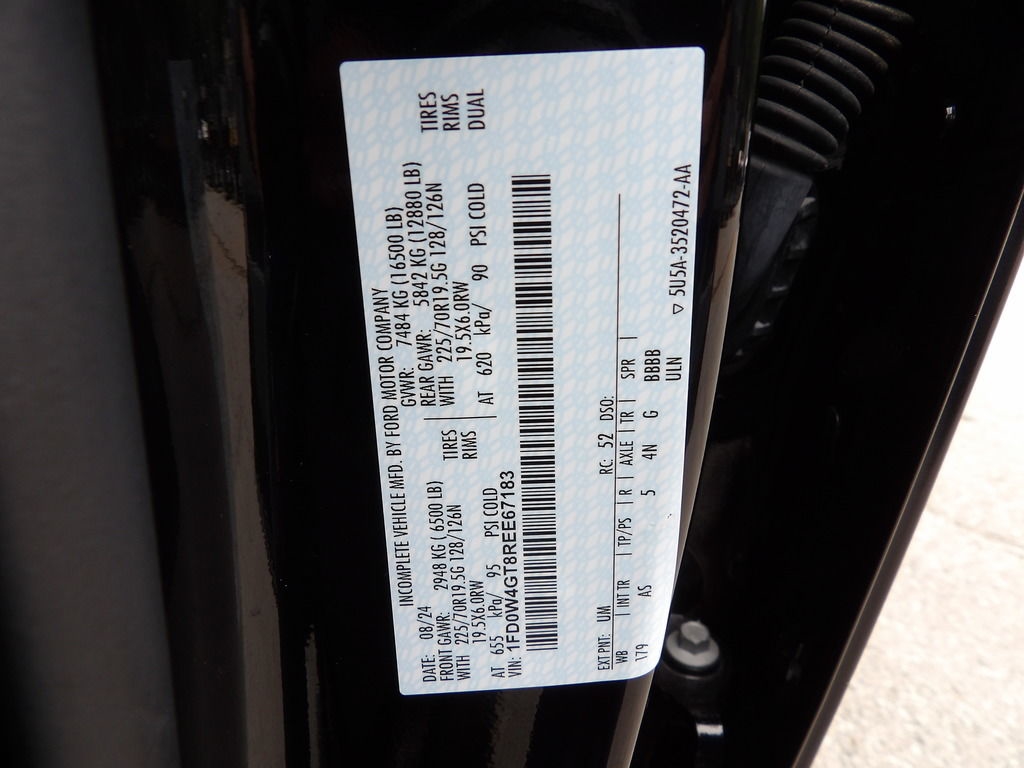 INCOMPLETE VEHICLE MFD. BY FORD MOTOR COMPANY
DATE: 08/24 GVWR: 7484 KG (16500 LB)
FRONT GAWR: 2948 KG (6500 LB) REAR GAWR: 5842 KG (12880 LB)
WITH 225/70R19.5G 128/126N TIRES WITH 225/70R19.5G 128/126N TIRES
19.5X6.0RW RIMS 19.5X6.0RW RIMS
AT 655 kPa/ 95 PSI COLD AT 620 kPa/ 90 PSI COLD DUAL
VIN: 1FD0W4GT8REE67183
EXT PNT: UM RC: 52 DSO:
WB INT TR TP/PS R AXLE TR SPR
179 AS 5 4N G BBBB
ULN
▽ 5U5A-3520472-AA